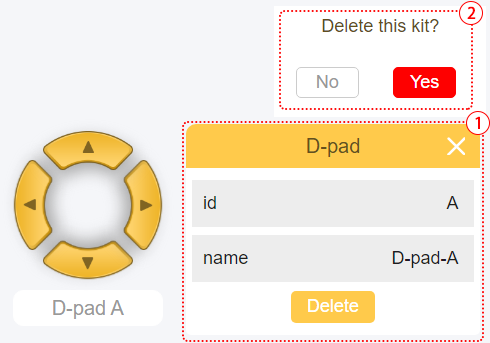 ②
Delete this kit?
No Yes
①
D-pad
id A
name D-pad-A
Delete
D-pad A